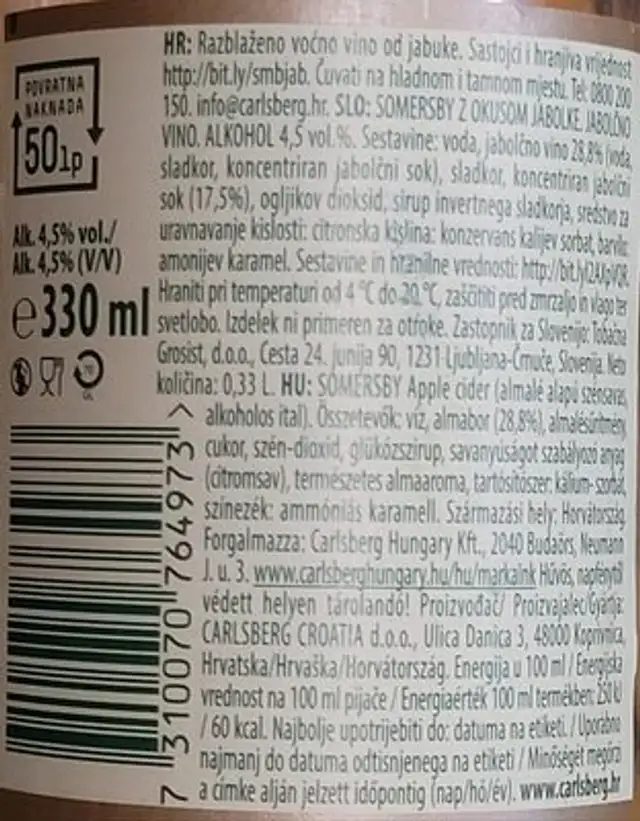 POVRATNA
NAKNADA
50lp
Alk. 4,5% vol./
Alk. 4,5% (V/V)
e 330 ml
HR: Razblaženo voćno vino od jabuke. Sastojci i hranjiva vrijednost
http://bit.ly/smbjab. Čuvati na hladnom i tamnom mjestu. Tel: 0800 200
150. info@carlsberg.hr. SLO: SOMERSBY Z OKUSOM JABOLKE. JABOLČNO
VINO. ALKOHOL 4,5 vol.%. Sestavine: voda, jabolčno vino 28,8% (voda,
sladkor, koncentriran jabolčni sok), sladkor, koncentriran jabolčni
sok (17,5%), ogljikov dioksid, sirup invertnega sladkorja, sredstvo za
uravnavanje kislosti: citronska kislina: konzervans kalijev sorbat, barvilo:
amonijev karamel. Sestavine in hranilne vrednosti:
Hraniti pri temperaturi od 4 °C do 20 °C, zaščititi pred zmrzaljo in vlago ter
svetlobo. Izdelek ni primeren za otroke. Zastopnik za Slovenijo: Tobačna
Grosist, d.o.o., Cesta 24. junija 90, 1231 Ljubljana-Črnuče, Slovenija. Neto
količina: 0,33 L. HU: SOMERSBY Apple cider (almalé alapú szénsavas,
alkoholos ital). Összetevők: víz, almabor (28,8%), almalésűrítmény,
cukor, szén-dioxid, glükózszirup, savanyúságot szabályozó anyag
(citromsav), természetes almaaroma, tartósítószer: kálium-szorbát,
színezék: ammóniás karamell. Származási hely: Horvátország.
Forgalmazza: Carlsberg Hungary Kft., 2040 Budaörs, Neumann
J. u. 3. www.carlsberghungary.hu/hu/markaink Hűvös, napfénytől
védett helyen tárolandó! Proizvođač/ Proizvajalec/Gyártja:
CARLSBERG CROATIA d.o.o., Ulica Danica 3, 48000 Koprivnica,
Hrvatska/Hrvaška/Horvátország. Energija u 100 ml / Energijska
vrednost na 100 ml pijače / Energiaérték 100 ml termékben: 250 kJ
/ 60 kcal. Najbolje upotrijebiti do: datuma na etiketi. / Uporabno
najmanj do datuma odtisnjenega na etiketi / Minőségét megőrzi
a címke alján jelzett időpontig (nap/hó/év). www.carlsberg.hr
7 310070 764973 >